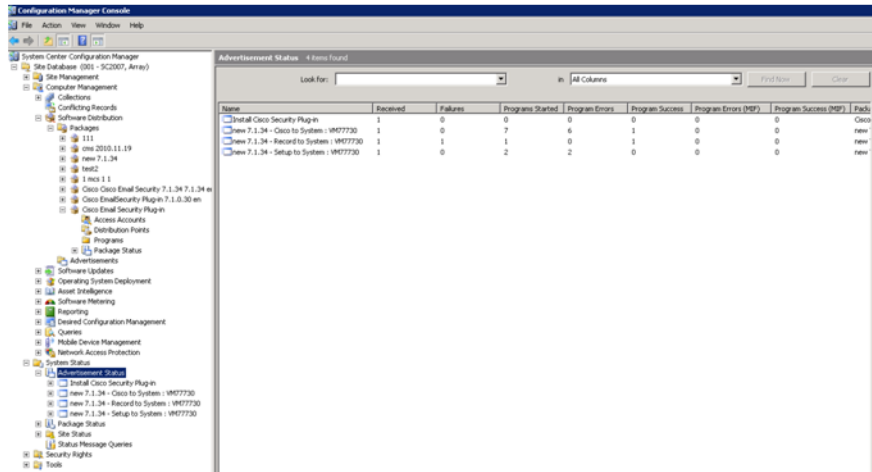 Configuration Manager Console
File Action View Window Help
System Center Configuration Manager
Site Database (001 - SC2007, Array)
Site Management
Computer Management
Collections
Conflicting Records
Software Distribution
Packages
111
cms 2010.11.19
new 7.1.34
test2
1 mcs 1 1
Cisco Cisco Email Security 7.1.34 7.1.34 en
Cisco EmailSecurity Plug-in 7.1.0.30 en
Cisco Email Security Plug-in
Access Accounts
Distribution Points
Programs
Package Status
Advertisements
Software Updates
Operating System Deployment
Asset Intelligence
Software Metering
Reporting
Desired Configuration Management
Queries
Mobile Device Management
Network Access Protection
System Status
Advertisement Status
Install Cisco Security Plug-in
new 7.1.34 - Cisco to System : VM77730
new 7.1.34 - Record to System : VM77730
new 7.1.34 - Setup to System : VM77730
Package Status
Site Status
Status Message Queries
Security Rights
Tools
Advertisement Status 4 items found
Look for: in All Columns Find Now Clear
Name Received Failures Programs Started Program Errors Program Success Program Errors (MIF) Program Success (MIF) Packa
Install Cisco Security Plug-in 1 0 0 0 0 0 0 Cisco
new 7.1.34 - Cisco to System : VM77730 1 0 7 6 1 0 0 new
new 7.1.34 - Record to System : VM77730 1 1 1 0 1 0 0 new
new 7.1.34 - Setup to System : VM77730 1 0 2 2 0 0 0 new